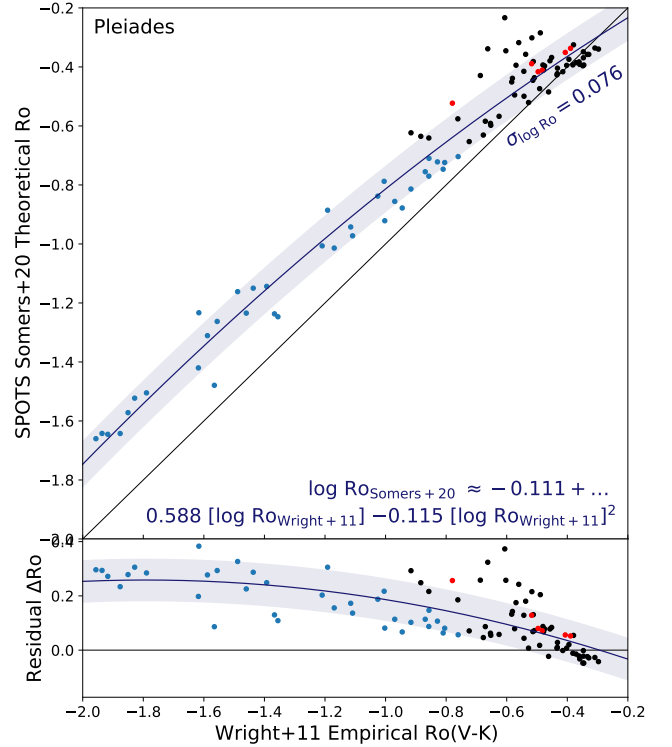 Pleiades
SPOTS Somers+20 Theoretical Ro
−0.2
−0.4
−0.6
−0.8
−1.0
−1.2
−1.4
−1.6
−1.8
−2.0
σlog Ro = 0.076
log RoSomers+20 ≈ −0.111 + ...
0.588 [log RoWright+11] −0.115 [log RoWright+11]²
Residual ΔRo
0.4
0.2
0.0
−2.0 −1.8 −1.6 −1.4 −1.2 −1.0 −0.8 −0.6 −0.4 −0.2
Wright+11 Empirical Ro(V-K)